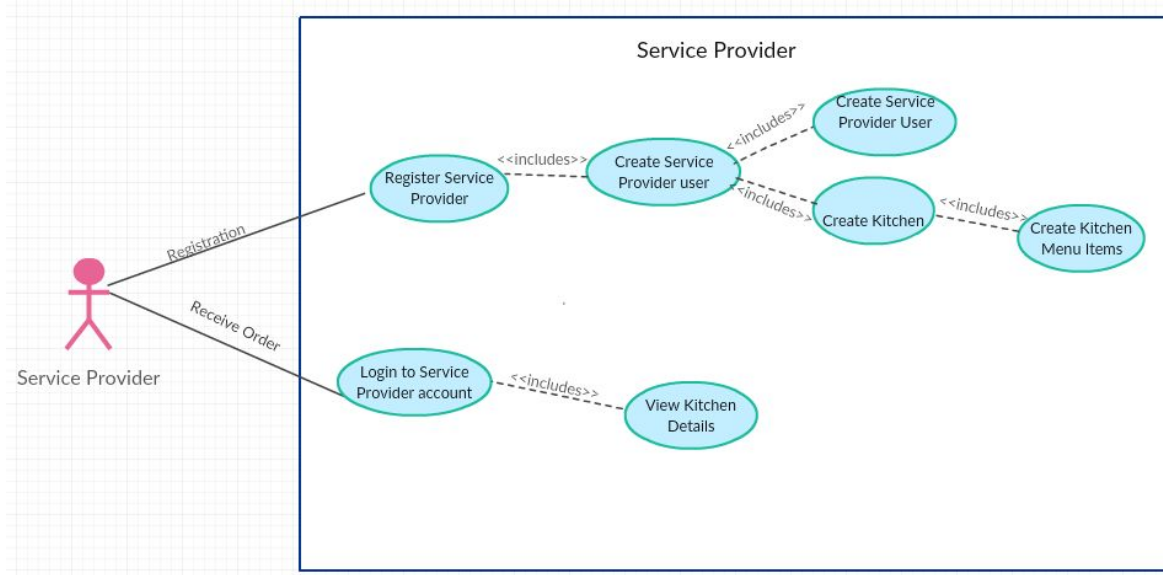 Service Provider
Create Service
Provider User
<<includes>>
<<includes>>
Create Service
Provider user
Register Service
Provider
<<includes>>
Create Kitchen
<<includes>>
Create Kitchen
Menu Items
Registration
Receive Order
Service Provider
Login to Service
Provider account
<<includes>>
View Kitchen
Details